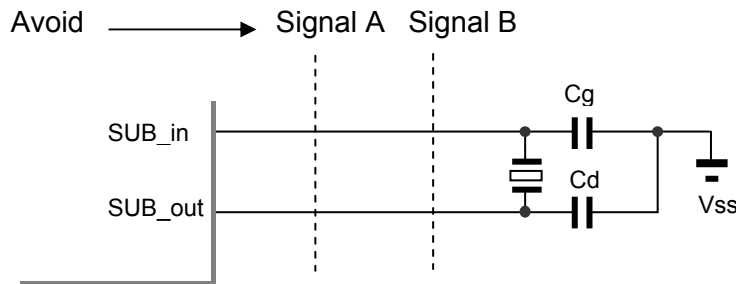 Avoid
Signal A
Signal B
Cg
SUB_in
Cd
SUB_out
Vss